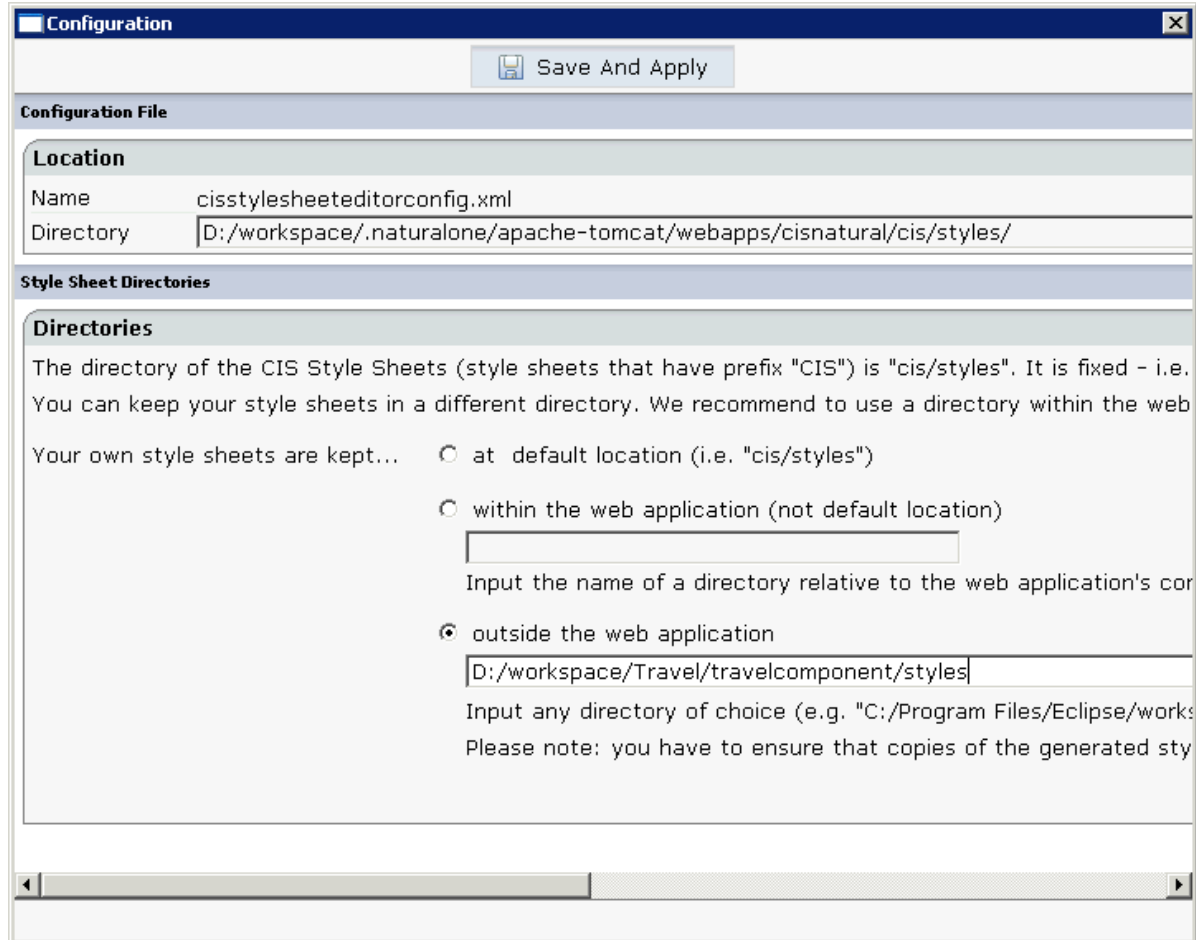 Configuration
Save And Apply
Configuration File
Location
Name cisstylesheeteditorconfig.xml
Directory D:/workspace/.naturalone/apache-tomcat/webapps/cisnatural/cis/styles/
Style Sheet Directories
Directories
The directory of the CIS Style Sheets (style sheets that have prefix "CIS") is "cis/styles". It is fixed - i.e.
You can keep your style sheets in a different directory. We recommend to use a directory within the web
Your own style sheets are kept... at default location (i.e. "cis/styles")
within the web application (not default location)
Input the name of a directory relative to the web application's
outside the web application
D:/workspace/Travel/travelcomponent/styles
Input any directory of choice (e.g. "C:/Program Files/Eclipse/works
Please note: you have to ensure that copies of the generated sty